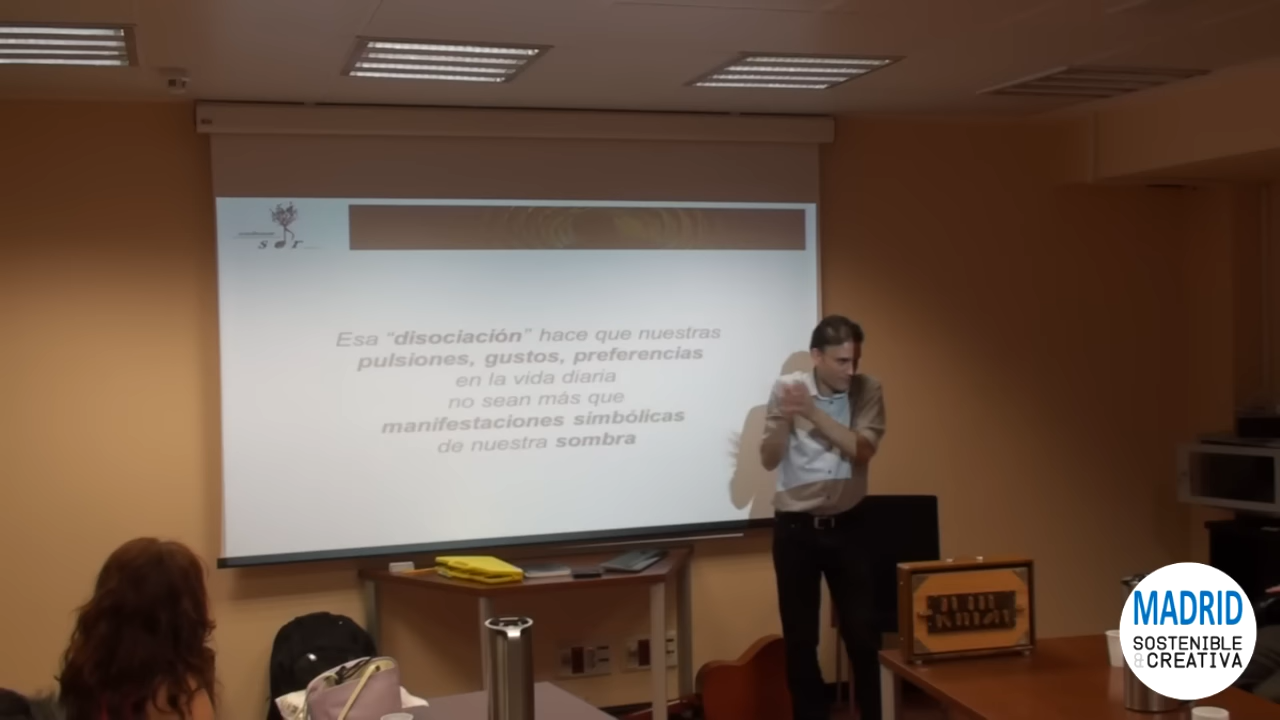 s r
Esa “disociación” hace que nuestras
pulsiones, gustos, preferencias
en la vida diaria
no sean más que
manifestaciones simbólicas
de nuestra sombra
MADRID
SOSTENIBLE
CREATIVA